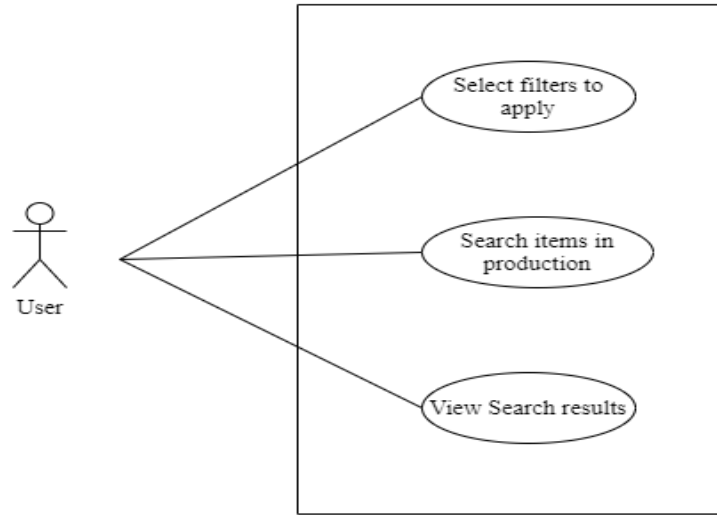 Select filters to
apply
Search items in
production
User
View Search results